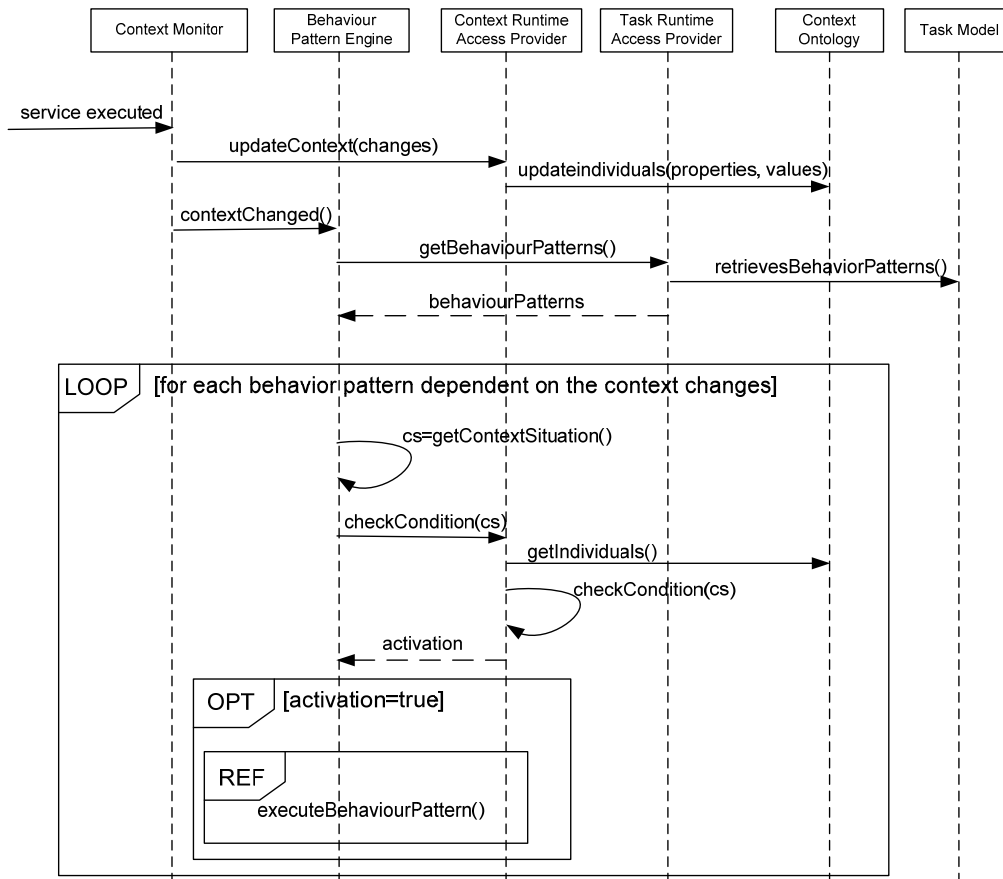 Context Monitor
Behaviour
Pattern Engine
Context Runtime
Access Provider
Task Runtime
Access Provider
Context
Ontology
Task Model
service executed
updateContext(changes)
updateindividuals(properties, values)
contextChanged()
getBehaviourPatterns()
retrievesBehaviorPatterns()
behaviourPatterns
LOOP
[for each behavior pattern dependent on the context changes]
cs=getContextSituation()
checkCondition(cs)
getIndividuals()
checkCondition(cs)
activation
OPT
[activation=true]
REF
executeBehaviourPattern()